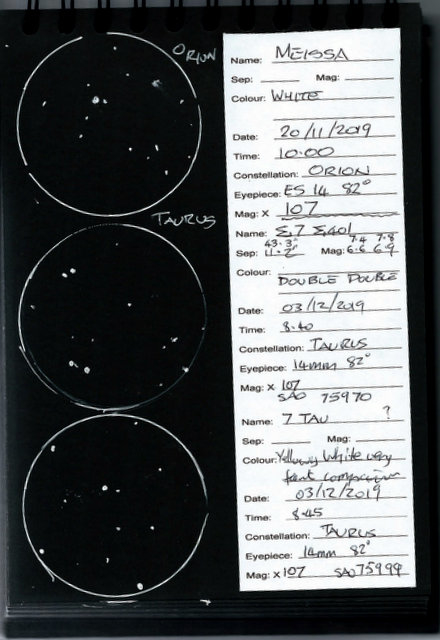 ORION
Name: MEISSA
Sep: Mag:
Colour: WHITE
Date: 20/11/2019
Time: 10.00
Constellation: ORION
Eyepiece: ES 14 82°
Mag: X 107
TAURUS
Name: Σ,7 Σ401
43.3" 7.4 7.8
Sep: 11.2" Mag: 6.6 6.9
Colour:
DOUBLE DOUBLE
Date: 03/12/2019
Time: 8.40
Constellation: TAURUS
Eyepiece: 14mm 82°
Mag: X 107
SAO 75970
Name: 7 TAU ?
Sep: Mag:
Colour: Yellowy White very
faint companion
Date: 03/12/2019
Time: 8.45
Constellation: TAURUS
Eyepiece: 14mm 82°
Mag: X 107 SAO 75999